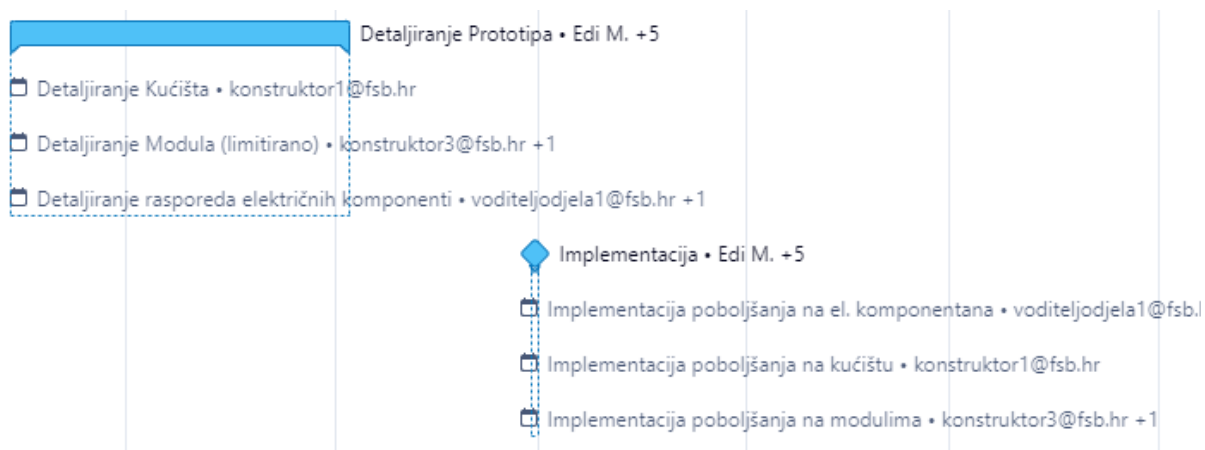 Detaljiranje Prototipa • Edi M. +5
Detaljiranje Kućišta • konstruktor1@fsb.hr
Detaljiranje Modula (limitirano) • konstruktor3@fsb.hr +1
Detaljiranje rasporeda električnih komponenti • voditeljodjela1@fsb.hr +1
Implementacija • Edi M. +5
Implementacija poboljšanja na el. komponentana • voditeljodjela1@fsb.
Implementacija poboljšanja na kućištu • konstruktor1@fsb.hr
Implementacija poboljšanja na modulima • konstruktor3@fsb.hr +1